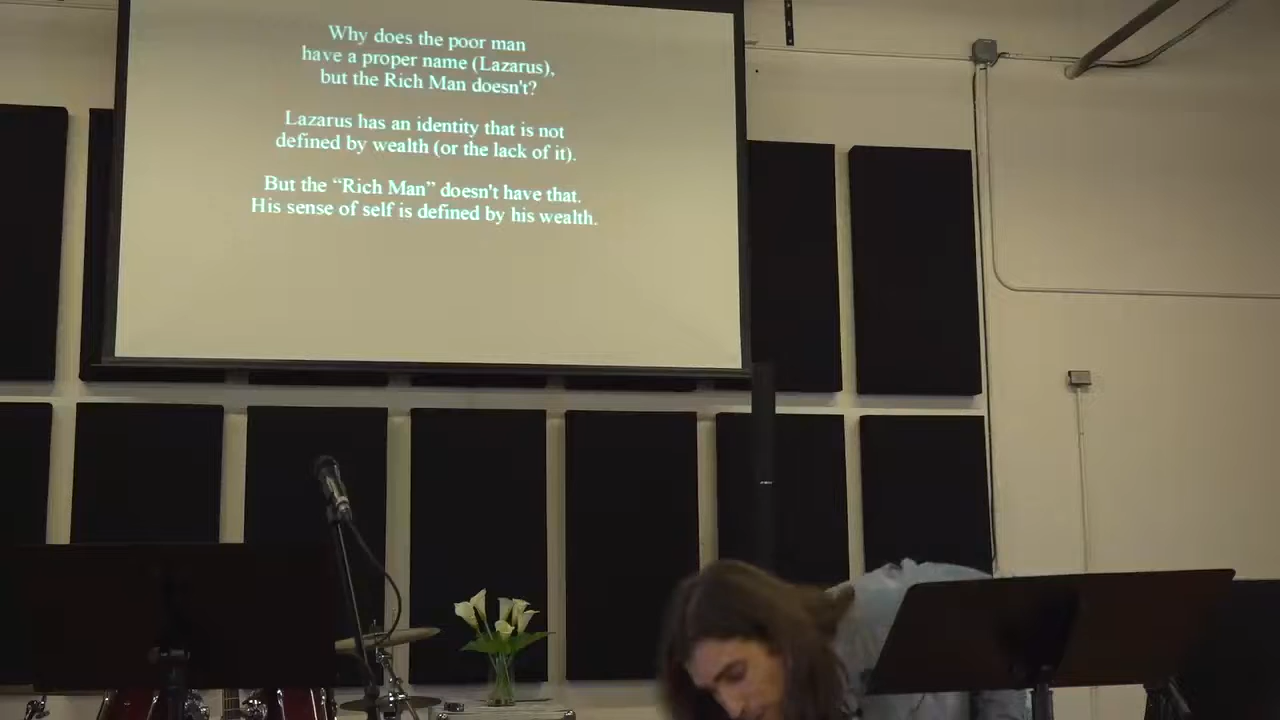 Why does the poor man
have a proper name (Lazarus),
but the Rich Man doesn't?
Lazarus has an identity that is not
defined by wealth (or the lack of it).
But the “Rich Man” doesn't have that.
His sense of self is defined by his wealth.